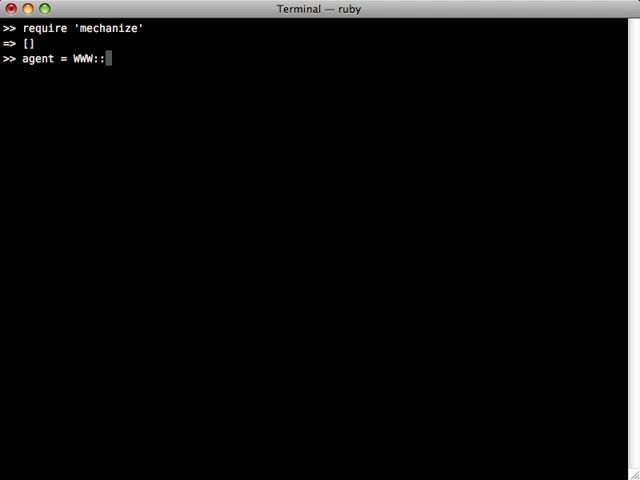 Terminal — ruby
>> require 'mechanize'
=> []
>> agent = WWW::